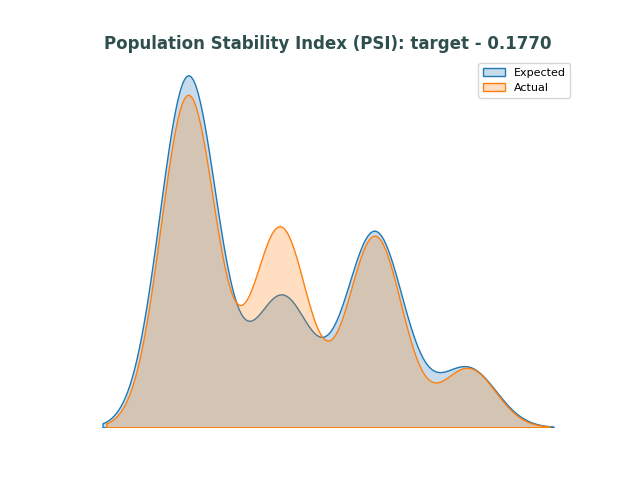 Population Stability Index (PSI): target - 0.1770
Expected
Actual